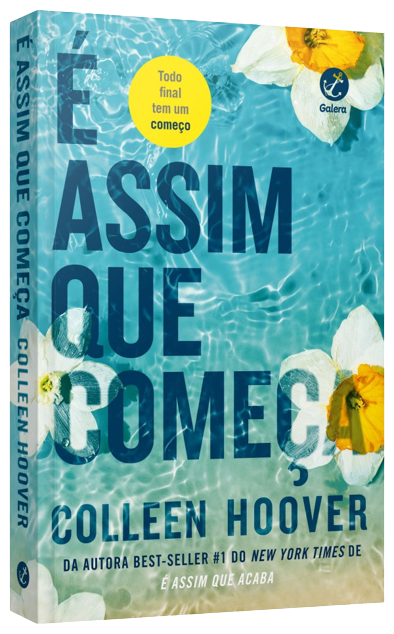 É ASSIM QUE COMEÇA COLLEEN HOOVER
Todo
final
tem um
começo
Galera
É
ASSIM
QUE
COMEÇA
COLLEEN HOOVER
DA AUTORA BEST-SELLER #1 DO NEW YORK TIMES DE
É ASSIM QUE ACABA